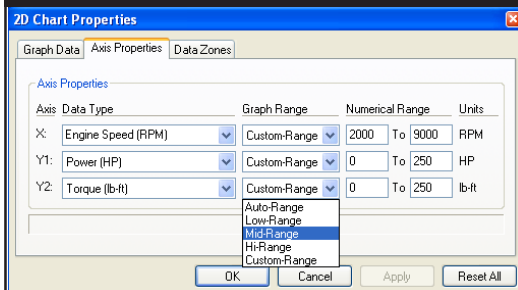 2D Chart Properties
Graph Data Axis Properties Data Zones
Axis Properties
Axis Data Type Graph Range Numerical Range Units
X: Engine Speed (RPM) Custom-Range 2000 To 9000 RPM
Y1: Power (HP) Custom-Range 0 To 250 HP
Y2: Torque (lb-ft) Custom-Range 0 To 250 lb-ft
Auto-Range
Low-Range
Mid-Range
Hi-Range
Custom-Range
OK Cancel Apply Reset All